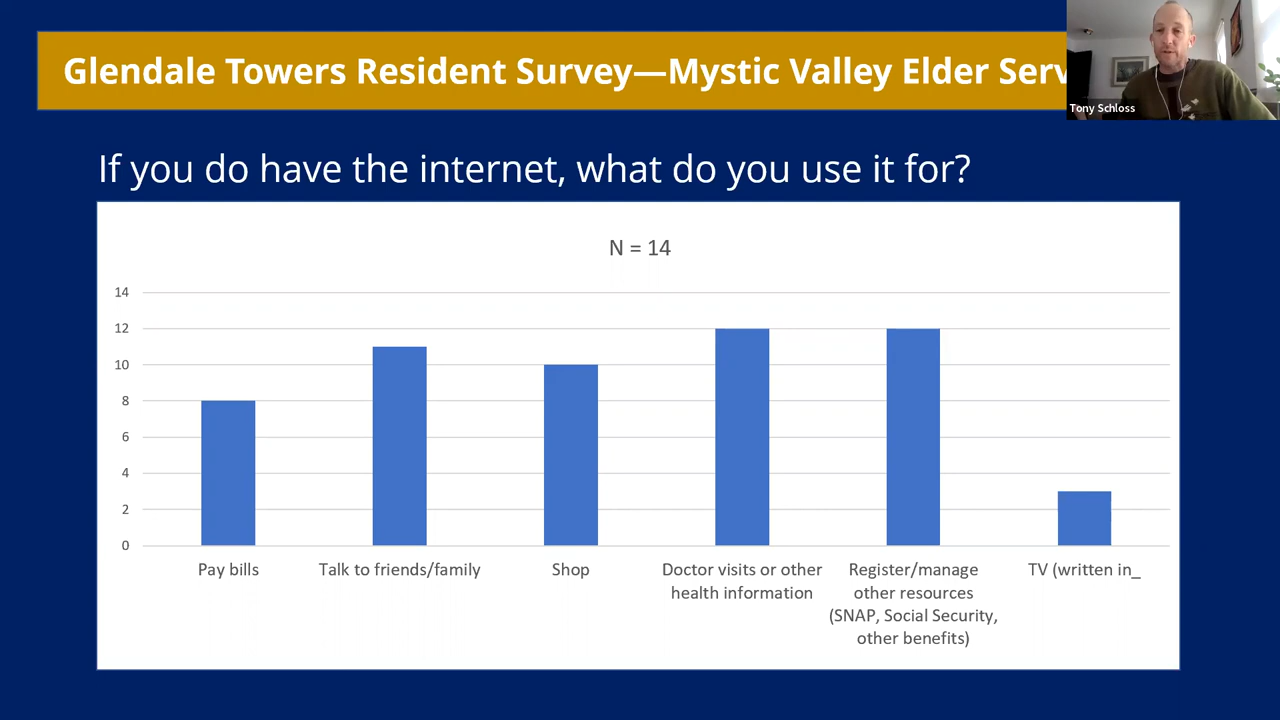 Glendale Towers Resident Survey—Mystic Valley Elder Serv
Tony Schloss
If you do have the internet, what do you use it for?
N = 14
14
12
10
8
6
4
2
0
Pay bills
Talk to friends/family
Shop
Doctor visits or other
health information
Register/manage
other resources
(SNAP, Social Security,
other benefits)
TV (written in_